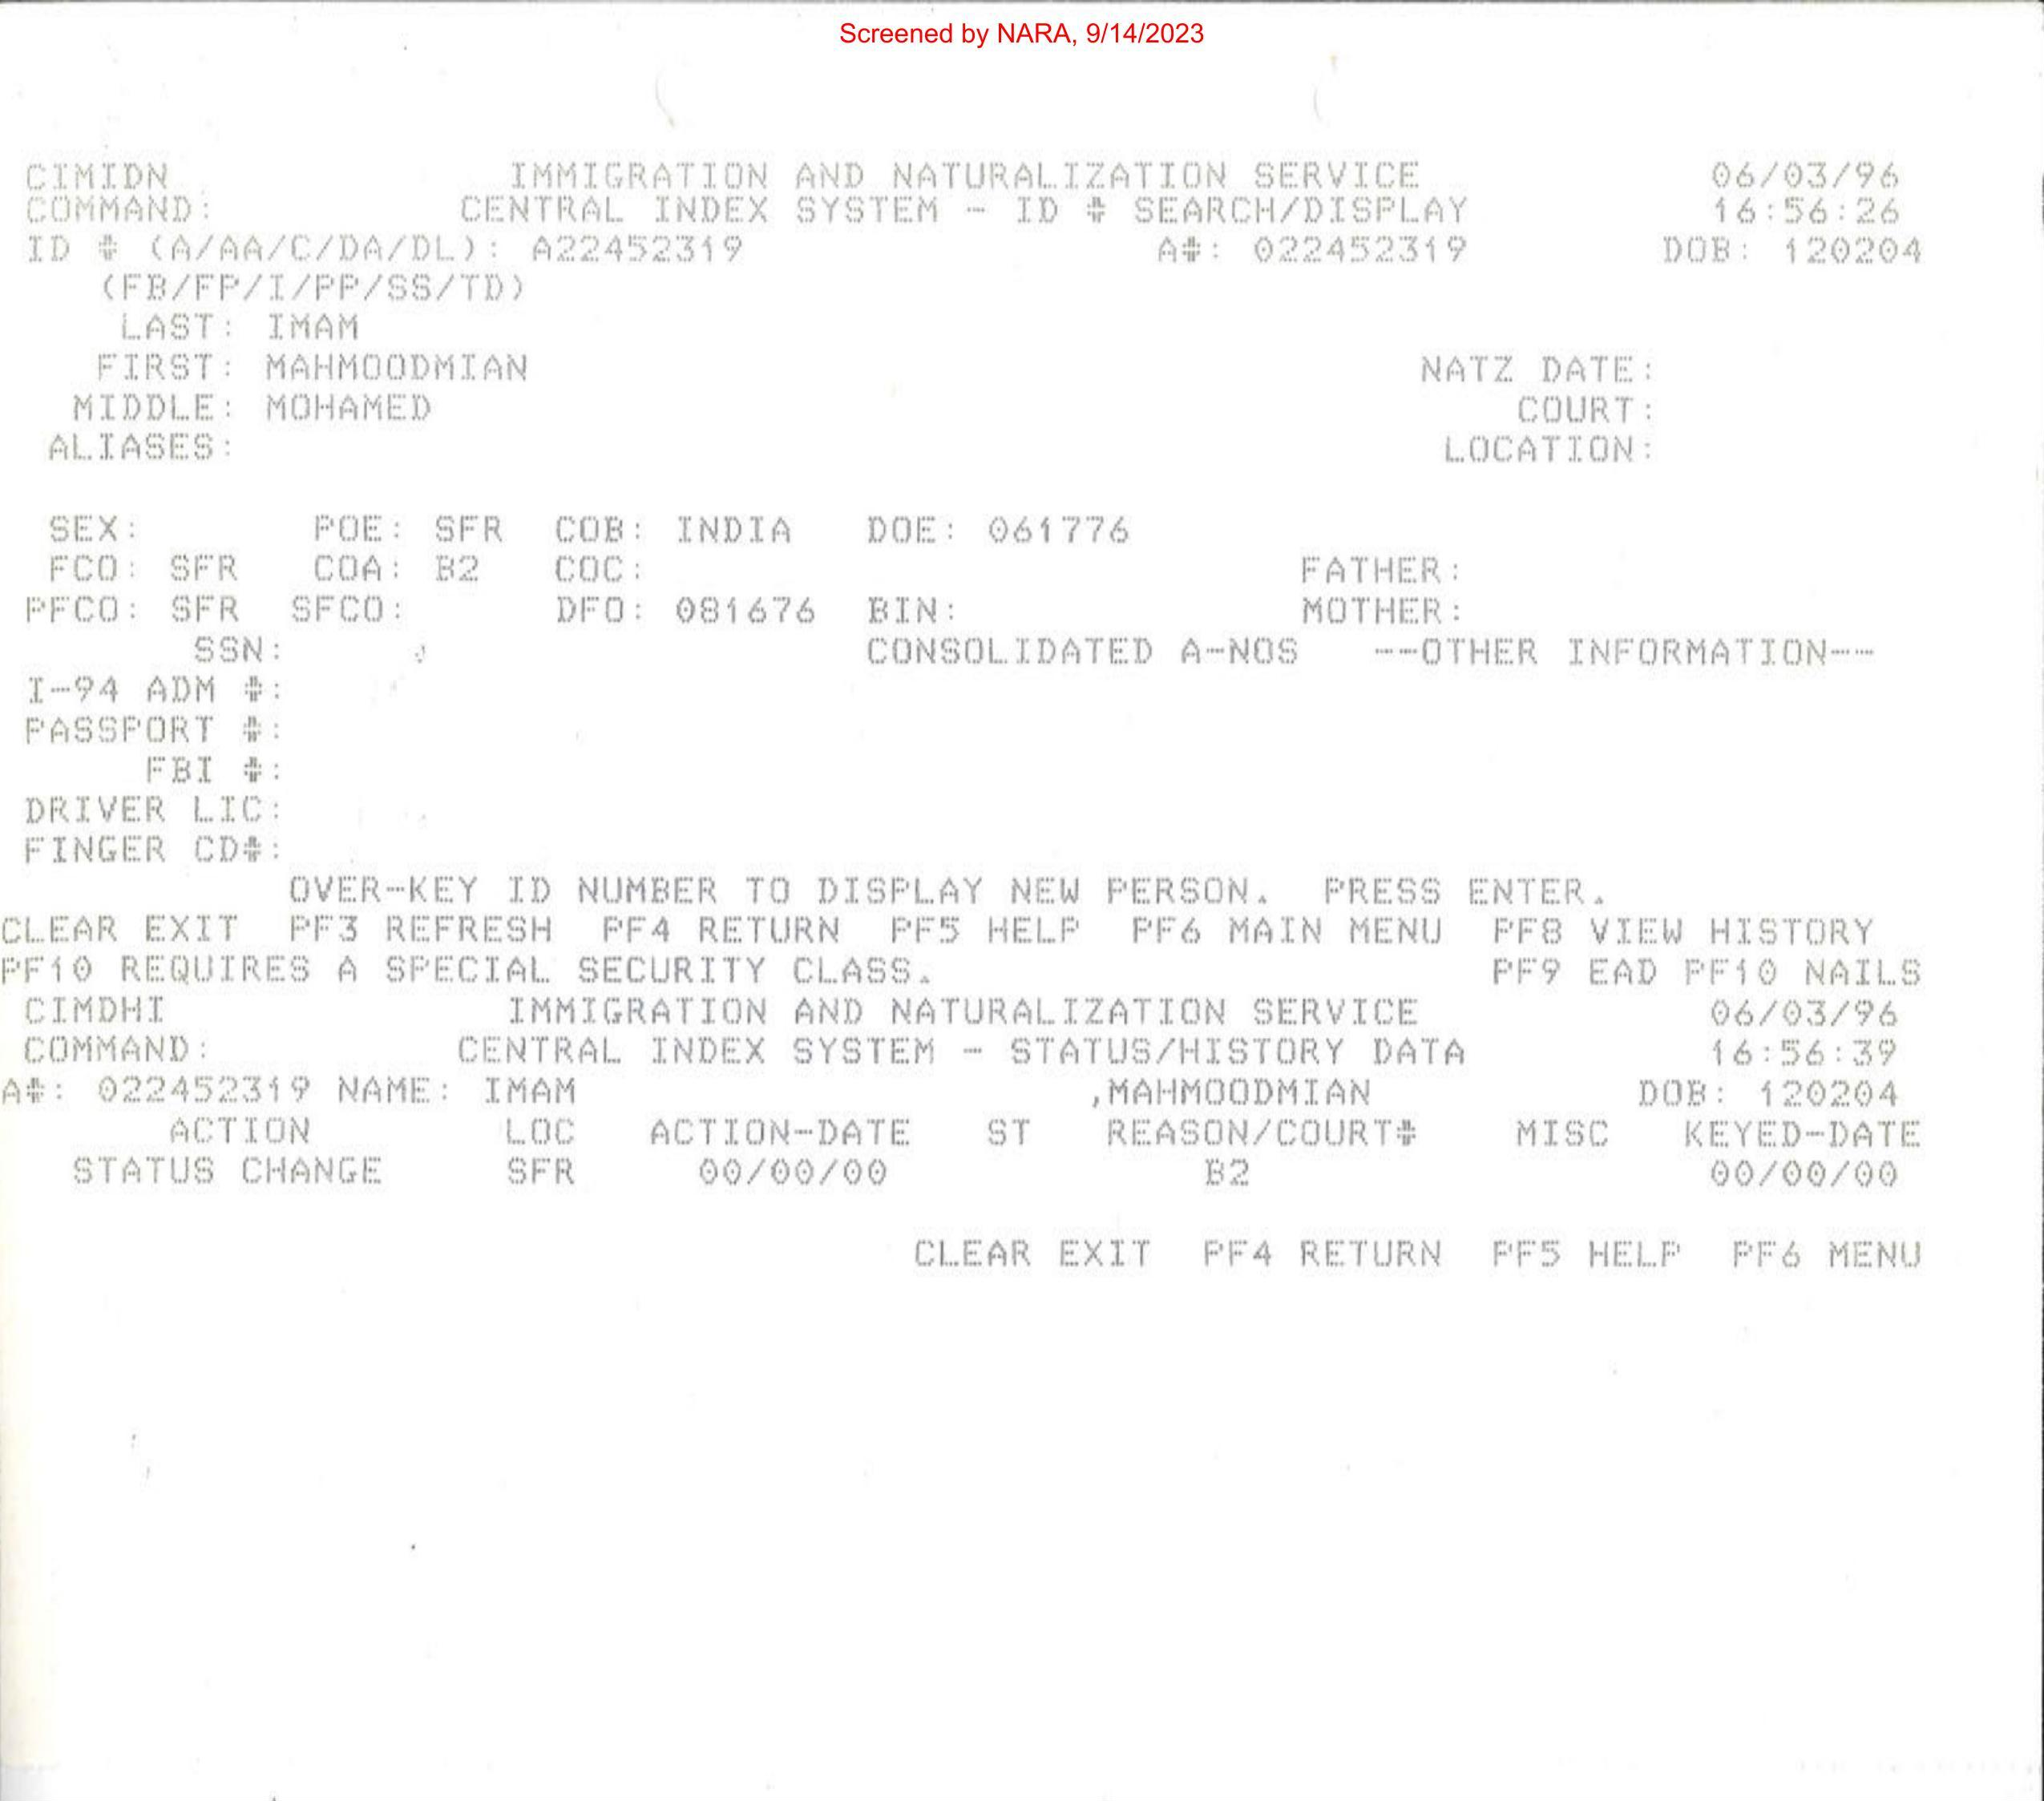 Screened by NARA, 9/14/2023
CIMIDN IMMIGRATION AND NATURALIZATION SERVICE 06/03/96
COMMAND: CENTRAL INDEX SYSTEM - ID # SEARCH/DISPLAY 16:56:26
ID # (A/AA/C/DA/DL): A22452319 A#: 022452319 DOB: 120204
(FB/FP/I/PP/SS/TD)
LAST: IMAM
FIRST: MAHMOODMIAN NATZ DATE:
MIDDLE: MOHAMED COURT:
ALIASES: LOCATION:
SEX: POE: SFR COB: INDIA DOE: 061776
FCO: SFR COA: B2 COC: FATHER:
PFCO: SFR SFCO: DFO: 081676 BIN: MOTHER:
SSN: CONSOLIDATED A-NOS --OTHER INFORMATION--
I-94 ADM #:
PASSPORT #:
FBI #:
DRIVER LIC:
FINGER CD#:
OVER-KEY ID NUMBER TO DISPLAY NEW PERSON. PRESS ENTER.
CLEAR EXIT PF3 REFRESH PF4 RETURN PF5 HELP PF6 MAIN MENU PF8 VIEW HISTORY
PF10 REQUIRES A SPECIAL SECURITY CLASS. PF9 EAD PF10 NAILS
CIMDHI IMMIGRATION AND NATURALIZATION SERVICE 06/03/96
COMMAND: CENTRAL INDEX SYSTEM - STATUS/HISTORY DATA 16:56:39
A#: 022452319 NAME: IMAM ,MAHMOODMIAN DOB: 120204
ACTION LOC ACTION-DATE ST REASON/COURT# MISC KEYED-DATE
STATUS CHANGE SFR 00/00/00 B2 00/00/00
CLEAR EXIT PF4 RETURN PF5 HELP PF6 MENU